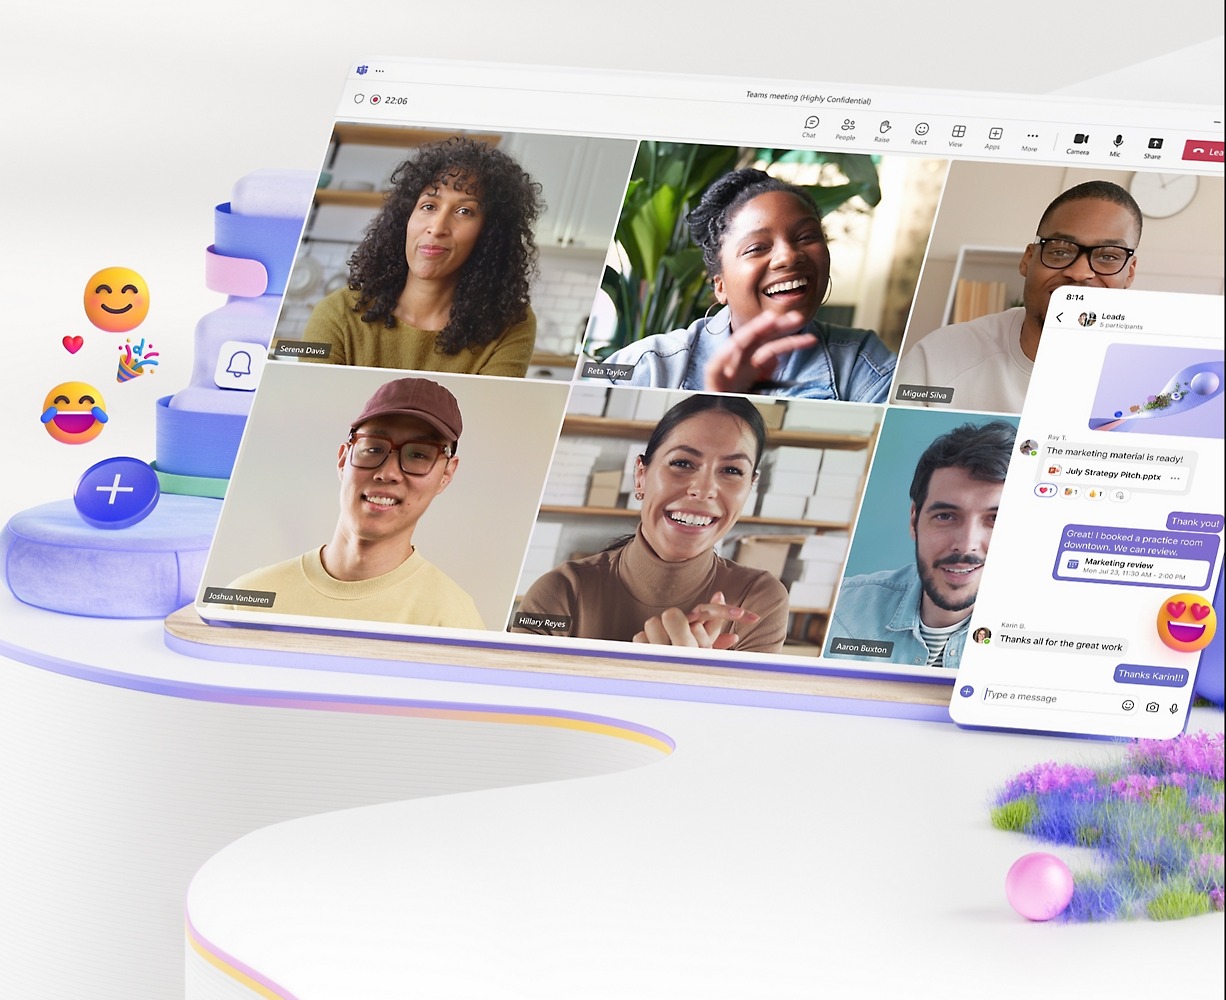 22:06
Teams meeting (Highly Confidential)
Chat
People
Raise
React
View
Apps
More
Camera
Mic
Share
Lea
Serena Davis
Reta Taylor
Miguel Silva
Joshua Vanburen
Hillary Reyes
Aaron Buxton
8:14
Leads
5 participants
Ray T.
The marketing material is ready!
July Strategy Pitch.pptx
1
1
1
Thank you!
Great! I booked a practice room
downtown. We can review.
Marketing review
Mon Jul 23, 11:30 AM - 2:00 PM
Karin B.
Thanks all for the great work
Thanks Karin!!!
Type a message